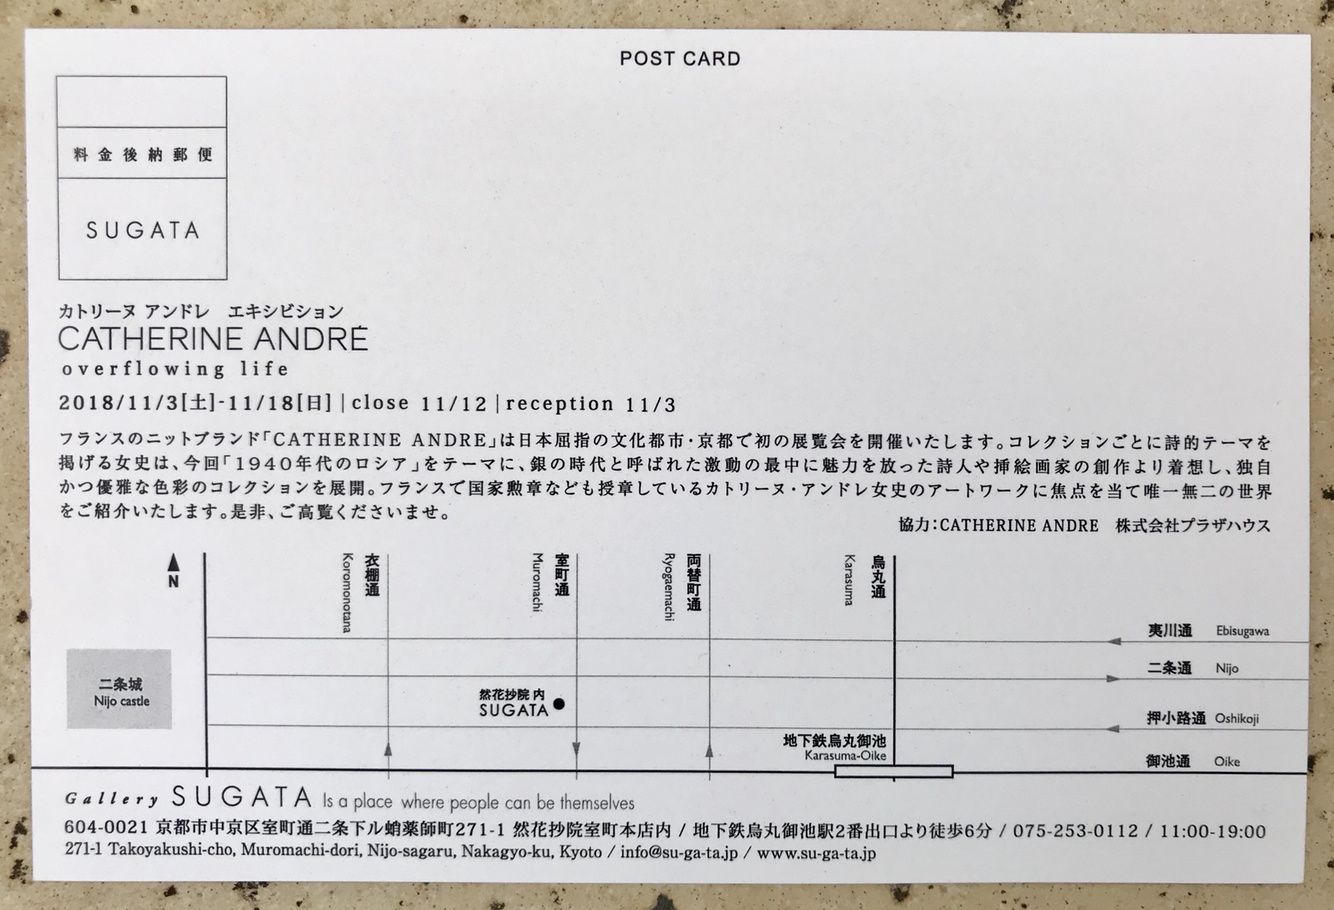 POST CARD
料金後納郵便
SUGATA
カトリーヌ アンドレ　エキシビション
CATHERINE ANDRÉ
overflowing life
2018/11/3[土]-11/18[日] | close 11/12 | reception 11/3
フランスのニットブランド「CATHERINE ANDRE」は日本屈指の文化都市・京都で初の展覧会を開催いたします。コレクションごとに詩的テーマを
掲げる女史は、今回「1940年代のロシア」をテーマに、銀の時代と呼ばれた激動の最中に魅力を放った詩人や挿絵画家の創作より着想し、独自
かつ優雅な色彩のコレクションを展開。フランスで国家勲章なども授章しているカトリーヌ・アンドレ女史のアートワークに焦点を当て唯一無二の世界
をご紹介いたします。是非、ご高覧くださいませ。
協力：CATHERINE ANDRE　株式会社プラザハウス
N
衣棚通
Koromonotana
室町通
Muromachi
両替町通
Ryogaemachi
烏丸通
Karasuma
夷川通 Ebisugawa
二条通 Nijo
二条城
Nijo castle
然花抄院 内
SUGATA
押小路通 Oshikoji
地下鉄烏丸御池
Karasuma-Oike
御池通 Oike
Gallery SUGATA Is a place where people can be themselves
604-0021 京都市中京区室町通二条下ル蛸薬師町271-1 然花抄院室町本店内 / 地下鉄烏丸御池駅2番出口より徒歩6分 / 075-253-0112 / 11:00-19:00
271-1 Takoyakushi-cho, Muromachi-dori, Nijo-sagaru, Nakagyo-ku, Kyoto / info@su-ga-ta.jp / www.su-ga-ta.jp